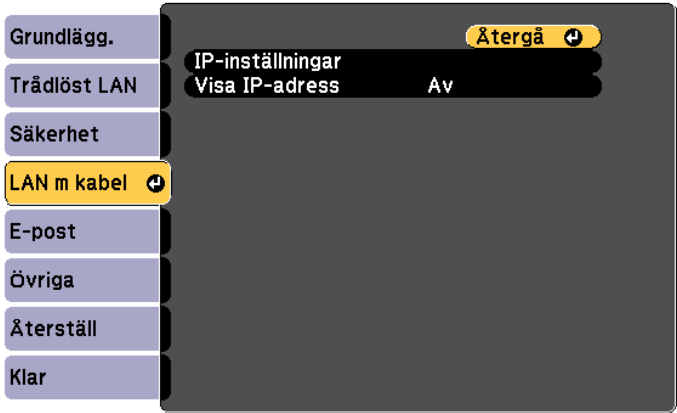 Grundlägg.
Trådlöst LAN
Säkerhet
LAN m kabel
E-post
Övriga
Återställ
Klar
Återgå
IP-inställningar
Visa IP-adress Av